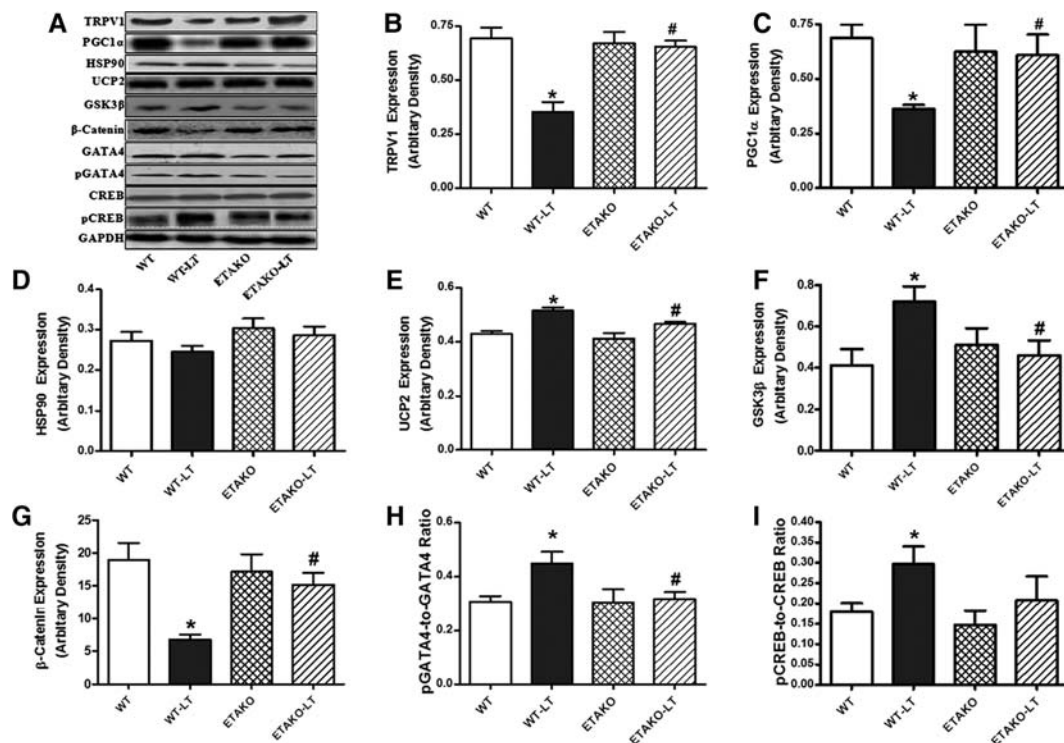 A
TRPV1
PGC1α
HSP90
UCP2
GSK3β
β-Catenin
GATA4
pGATA4
CREB
pCREB
GAPDH
WT
WT-LT
ETAKO
ETAKO-LT
B
TRPV1 Expression
(Arbitary Density)
0.75
0.50
0.25
0.00
*
#
WT
WT-LT
ETAKO
ETAKO-LT
C
PGC1α Expression
(Arbitary Density)
0.75
0.50
0.25
0.00
*
#
WT
WT-LT
ETAKO
ETAKO-LT
D
HSP90 Expression
(Arbitary Density)
0.4
0.3
0.2
0.1
0.0
WT
WT-LT
ETAKO
ETAKO-LT
E
UCP2 Expression
(Arbitary Density)
0.6
0.4
0.2
0.0
*
#
WT
WT-LT
ETAKO
ETAKO-LT
F
GSK3β Expression
(Arbitary Density)
0.8
0.6
0.4
0.2
0.0
*
#
WT
WT-LT
ETAKO
ETAKO-LT
G
β-Catenin Expression
(Arbitary Density)
25
20
15
10
5
0
*
#
WT
WT-LT
ETAKO
ETAKO-LT
H
pGATA4-to-GATA4 Ratio
0.6
0.4
0.2
0.0
*
#
WT
WT-LT
ETAKO
ETAKO-LT
I
pCREB-to-CREB Ratio
0.40
0.35
0.30
0.25
0.20
0.15
0.10
0.05
0.00
*
WT
WT-LT
ETAKO
ETAKO-LT